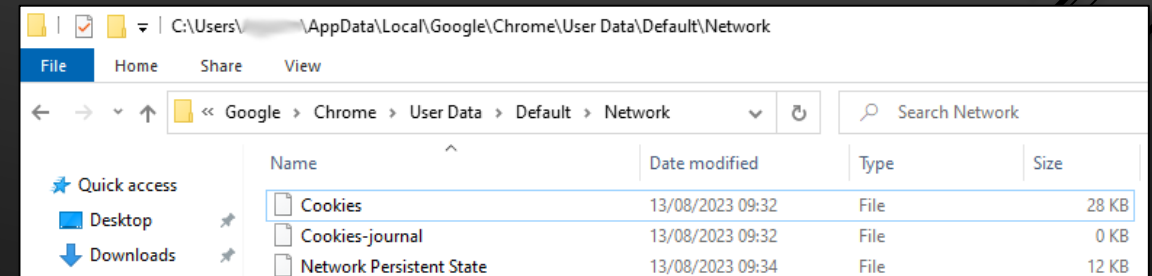 C:\Users\ \AppData\Local\Google\Chrome\User Data\Default\Network
File Home Share View
« Google > Chrome > User Data > Default > Network Search Network
Name Date modified Type Size
Quick access
Cookies 13/08/2023 09:32 File 28 KB
Desktop
Cookies-journal 13/08/2023 09:32 File 0 KB
Downloads
Network Persistent State 13/08/2023 09:34 File 12 KB